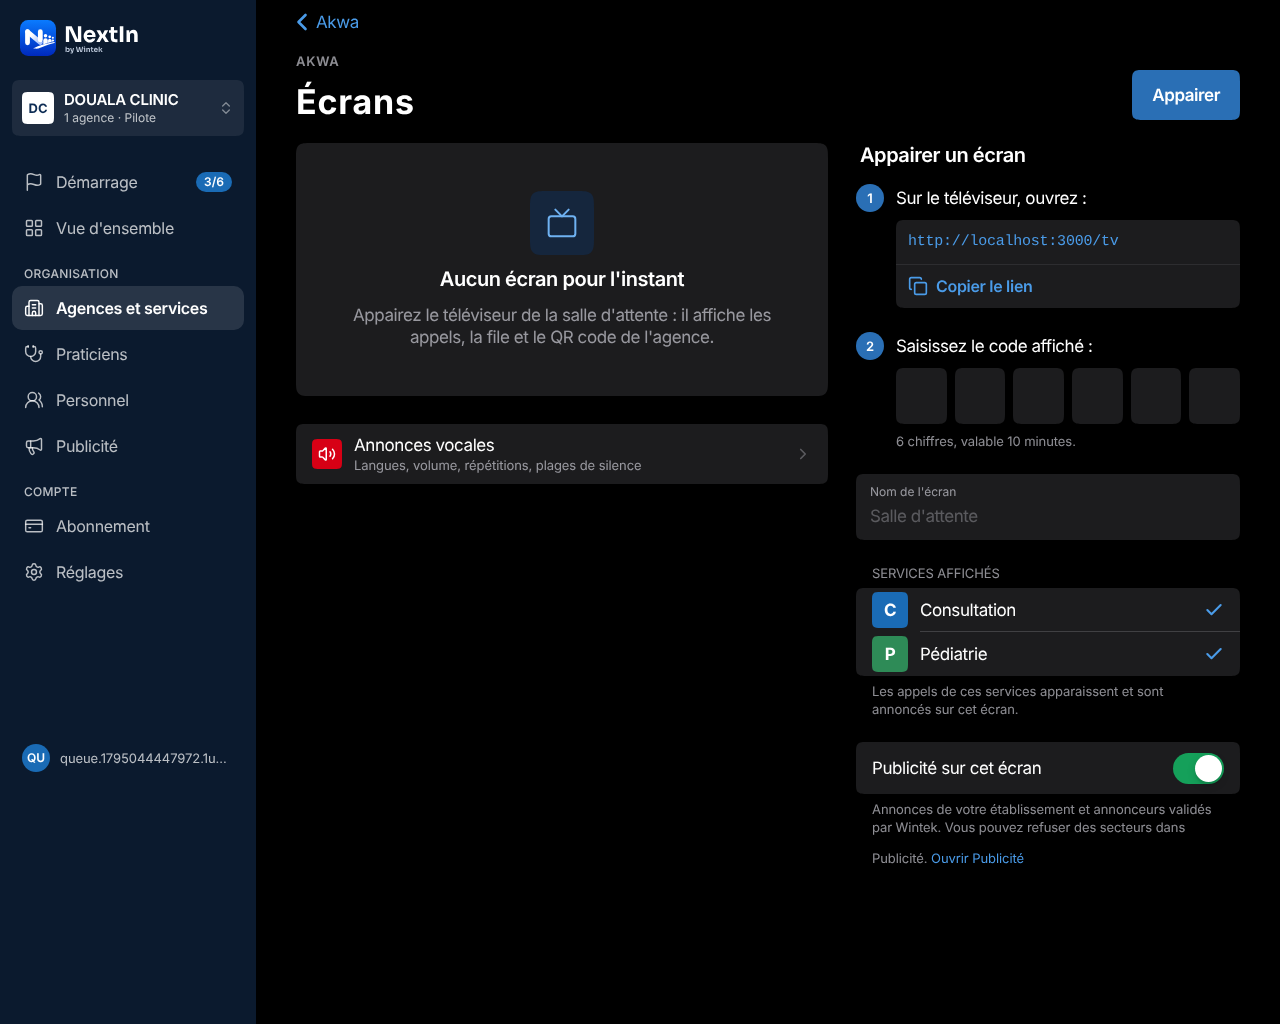 NextIn
by Wintek
DC
DOUALA CLINIC
1 agence · Pilote
Démarrage
3/6
Vue d'ensemble
ORGANISATION
Agences et services
Praticiens
Personnel
Publicité
COMPTE
Abonnement
Réglages
QU
queue.1795044447972.1u...
Akwa
AKWA
Écrans
Appairer
Aucun écran pour l'instant
Appairez le téléviseur de la salle d'attente : il affiche les
appels, la file et le QR code de l'agence.
Annonces vocales
Langues, volume, répétitions, plages de silence
Appairer un écran
1
Sur le téléviseur, ouvrez :
http://localhost:3000/tv
Copier le lien
2
Saisissez le code affiché :
6 chiffres, valable 10 minutes.
Nom de l'écran
Salle d'attente
SERVICES AFFICHÉS
C
Consultation
P
Pédiatrie
Les appels de ces services apparaissent et sont
annoncés sur cet écran.
Publicité sur cet écran
Annonces de votre établissement et annonceurs validés
par Wintek. Vous pouvez refuser des secteurs dans
Publicité. Ouvrir Publicité